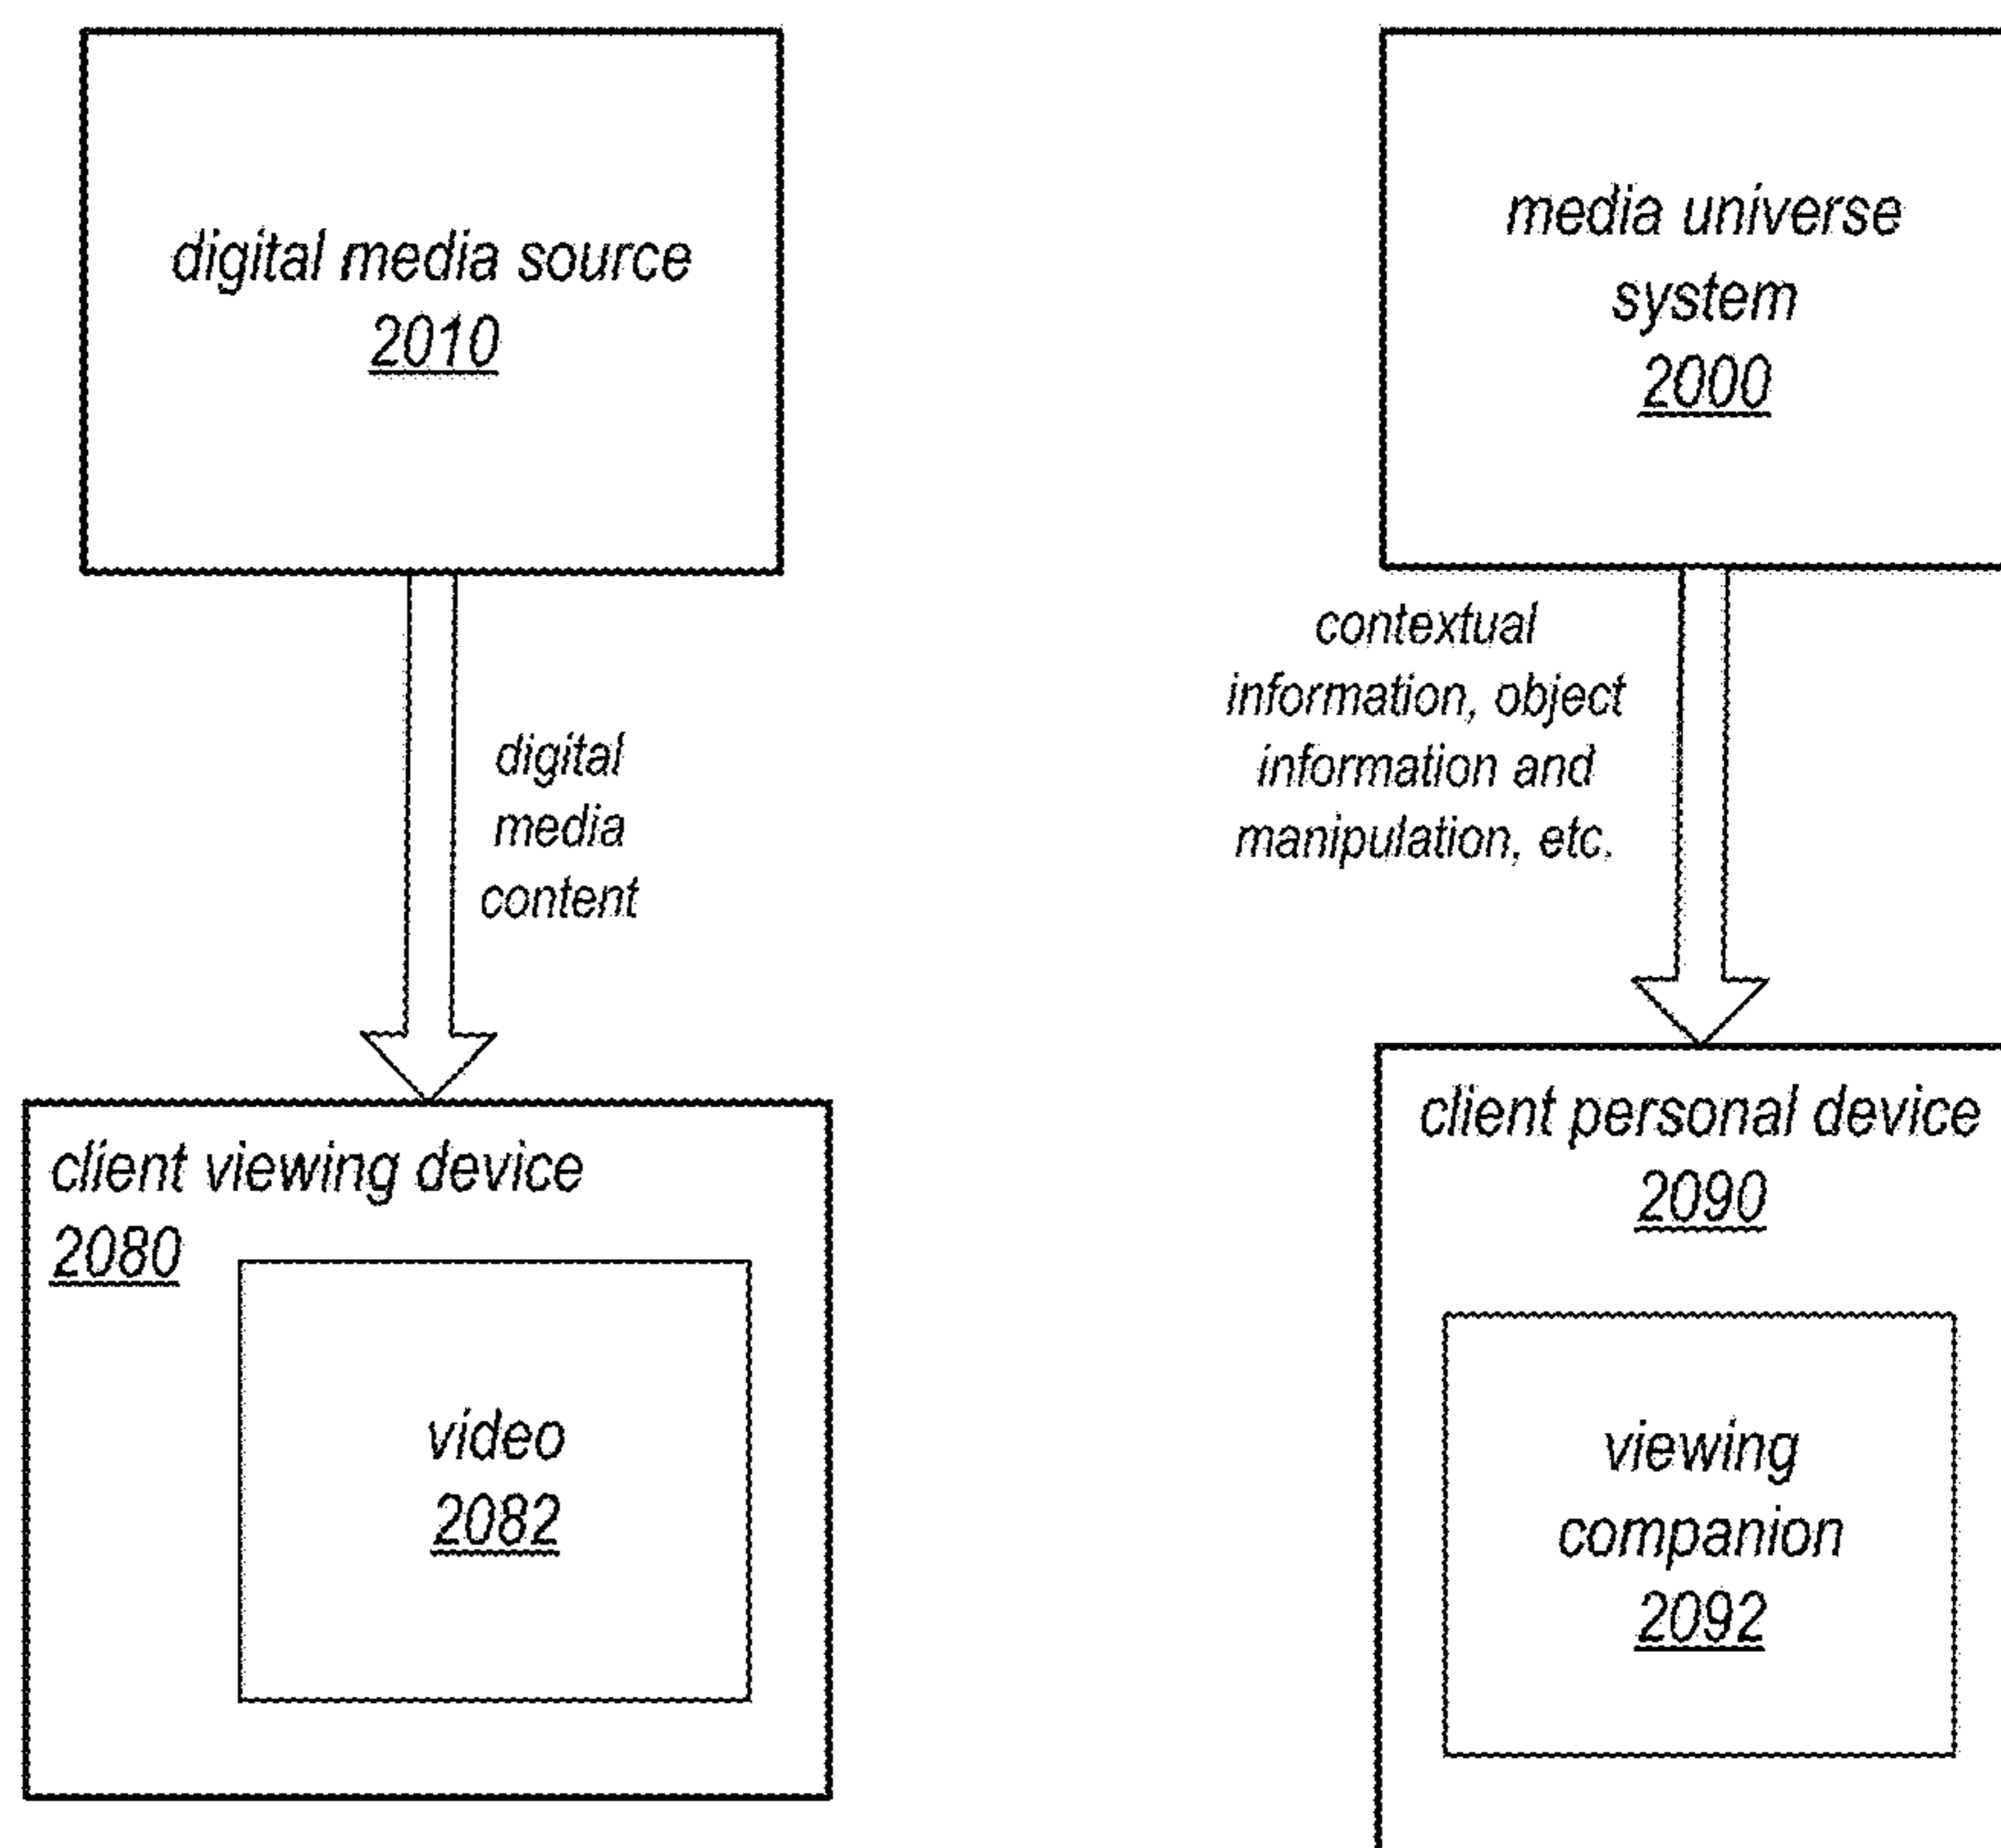 digital media source
2010
media universe
system
2000
digital
media
content
contextual
information, object
information and
manipulation, etc.
client viewing device
2080
video
2082
client personal device
2090
viewing
companion
2092